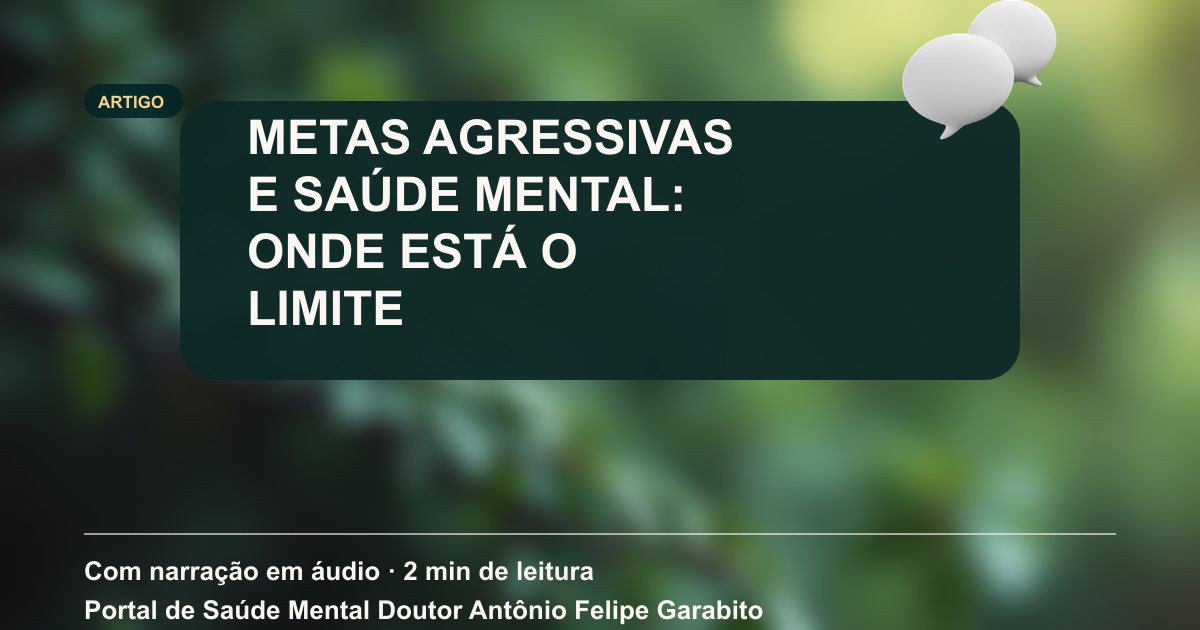 ARTIGO
METAS AGRESSIVAS
E SAÚDE MENTAL:
ONDE ESTÁ O
LIMITE
Com narração em áudio · 2 min de leitura
Portal de Saúde Mental Doutor Antônio Felipe Garabito